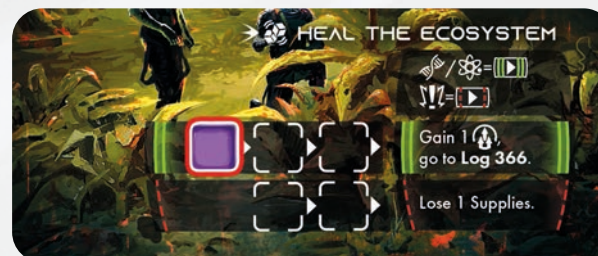 HEAL THE ECOSYSTEM
/ =
!?=
Gain 1 ,
go to Log 366.
Lose 1 Supplies.